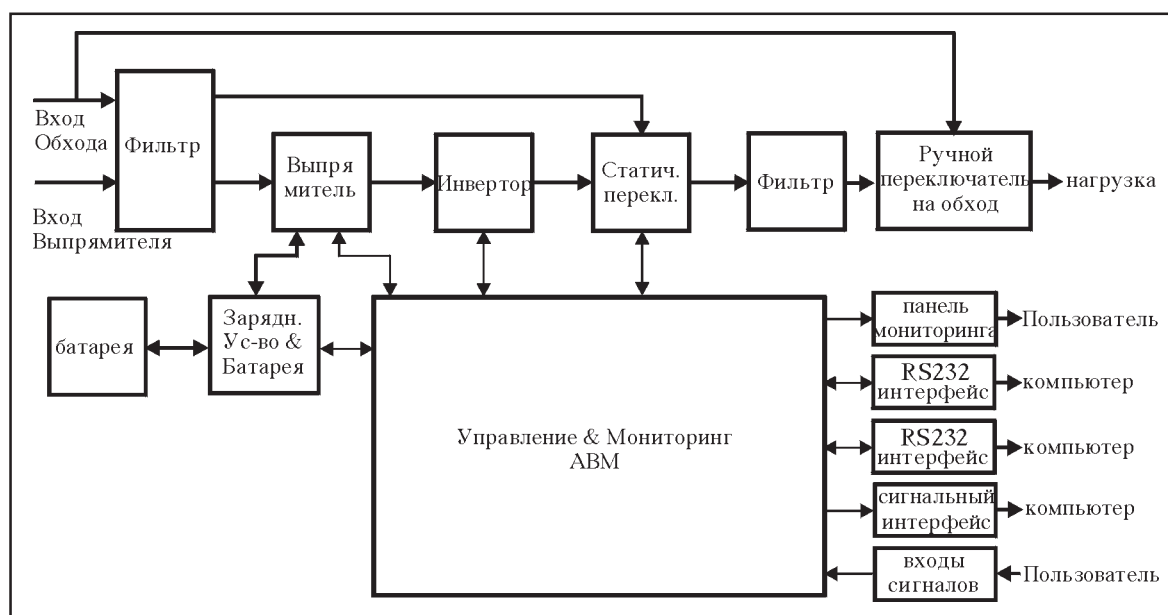 Вход
Обхода
Фильтр
Вход
Выпрямителя
Выпря
митель
Инвертор
Статич.
перекл.
Фильтр
Ручной
переключатель
на обход
нагрузка
батарея
Зарядн.
Ус-во &
Батарея
Управление & Мониторинг
АВМ
панель
мониторинга
Пользователь
RS232
интерфейс
компьютер
RS232
интерфейс
компьютер
сигнальный
интерфейс
компьютер
входы
сигналов
Пользователь